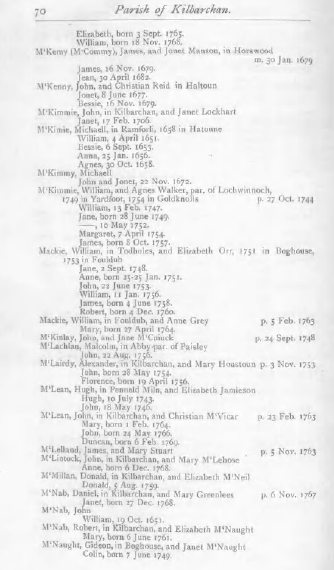 70 Parish of Kilbarchan.
Elizabeth, born 3 Sept. 1765.
William, born 18 Nov. 1768.
M'Kemy (M'Commy), James, and Jonet Manson, in Horswood
m. 30 Jan. 1679
James, 16 Nov. 1679.
Jean, 30 April 1682.
M'Kenny, John, and Christian Reid in Haltoun
Jonet, 8 June 1677.
Bessie, 16 Nov. 1679.
M'Kimmie, John, in Kilbarchan, and Janet Lockhart
Janet, 17 Feb. 1706.
M'Kimie, Michaell, in Ramforli, 1658 in Hatonne
William, 4 April 1651.
Bessie, 6 Sept. 1653.
Anna, 25 Jan. 1656.
Agnes, 30 Oct. 1658.
M'Kimmy, Michaell
John and Jonet, 22 Nov. 1672.
M'Kimmie, William, and Agnes Walker, par. of Lochwinnoch,
1749 in Yardfoot, 1754 in Goldknolls p. 27 Oct. 1744
William, 13 Feb. 1747.
Jane, born 28 June 1749.
——, 10 May 1752.
Margaret, 7 April 1754.
James, born 8 Oct. 1757.
Mackie, William, in Todhules, and Elizabeth Orr, 1751 in Boghouse,
1753 in Fouldub
Jane, 2 Sept. 1748.
Anne, born 25-25 Jan. 1751.
John, 22 June 1753.
William, 11 Jan. 1756.
James, born 4 June 1758.
Robert, born 4 Dec. 1760.
Mackie, William, in Fouldub, and Anne Grey p. 5 Feb. 1763
Mary, born 27 April 1764.
M'Kinlay, John, and Jane M'Coiuck p. 24 Sept. 1748
M'Lachlan, Malcolm, in Abbey par. of Paisley
John, 22 Aug. 1756.
M'Lairdy, Alexander, in Kilbarchan, and Mary Houstoun p. 3 Nov. 1753
John, born 28 May 1754.
Florence, born 19 April 1756.
M'Lean, Hugh, in Pennald Miln, and Elizabeth Jamieson
Hugh, 10 July 1743.
John, 18 May 1746.
M'Lean, John, in Kilbarchan, and Christian M'Vicar p. 23 Feb. 1763
Mary, born 1 Feb. 1764.
John, born 24 May 1766.
Duncan, born 6 Feb. 1769.
M'Lelland, James, and Mary Stuart p. 5 Nov. 1763
M'Lintock, John, in Kilbarchan, and Mary M'Lehose
Anne, born 6 Dec. 1768.
M'Millan, Donald, in Kilbarchan, and Elizabeth M'Neil
Donald, 5 Aug. 1759.
M'Nab, Daniel, in Kilbarchan, and Mary Greenlees p. 6 Nov. 1767
Janet, born 27 Dec. 1768.
M'Nab, John
William, 19 Oct. 1651.
M'Nab, Robert, in Kilbarchan, and Elizabeth M'Naught
Mary, born 6 June 1761.
M'Naught, Gideon, in Boghouse, and Janet M'Naught
Colin, born 7 June 1749.